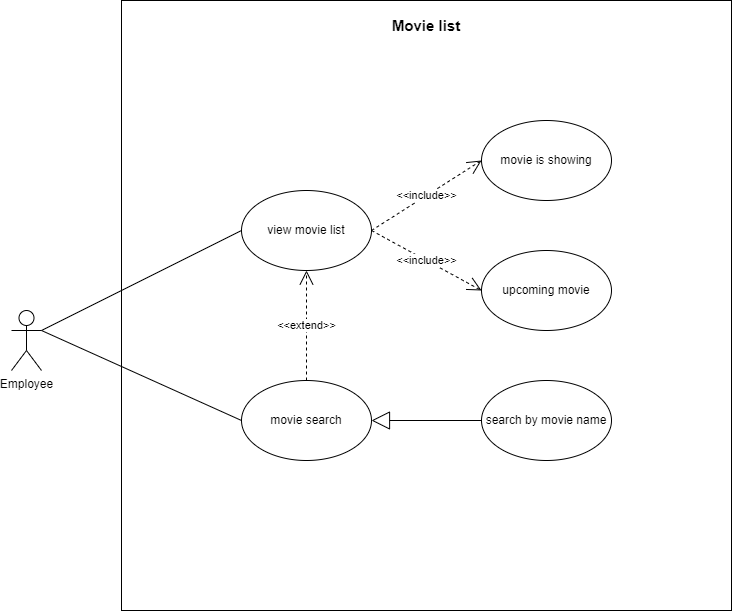 Movie list
movie is showing
<<include>>
view movie list
<<include>>
upcoming movie
<<extend>>
Employee
movie search
search by movie name